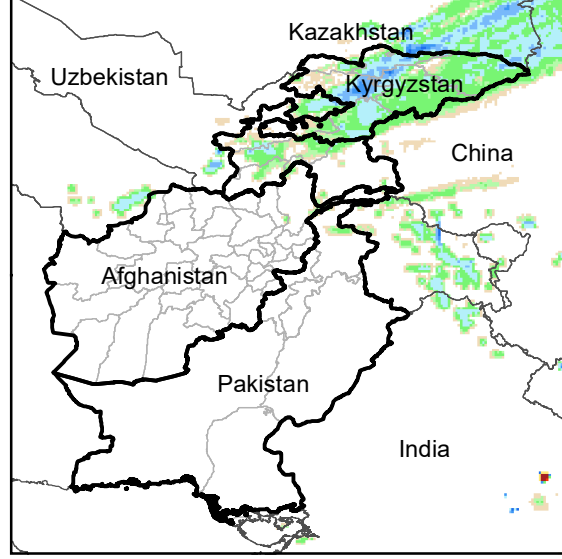 Kazakhstan
Uzbekistan
Kyrgyzstan
China
Afghanistan
Pakistan
India